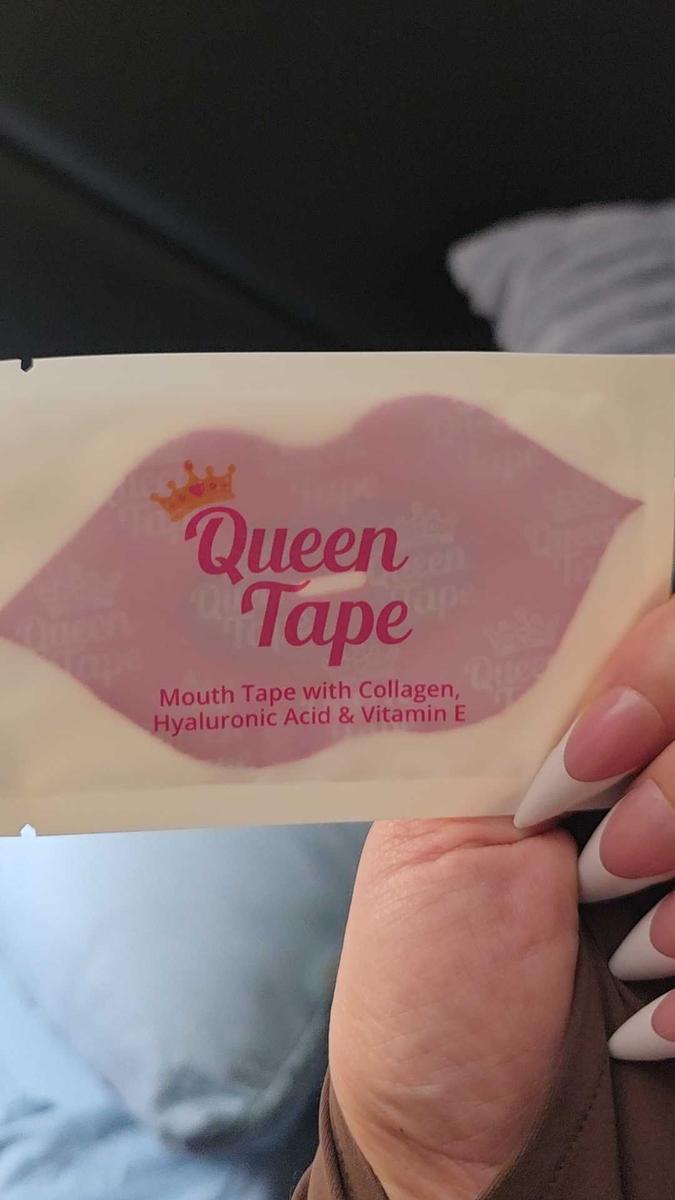 Queen
Tape
Mouth Tape with Collagen,
Hyaluronic Acid & Vitamin E